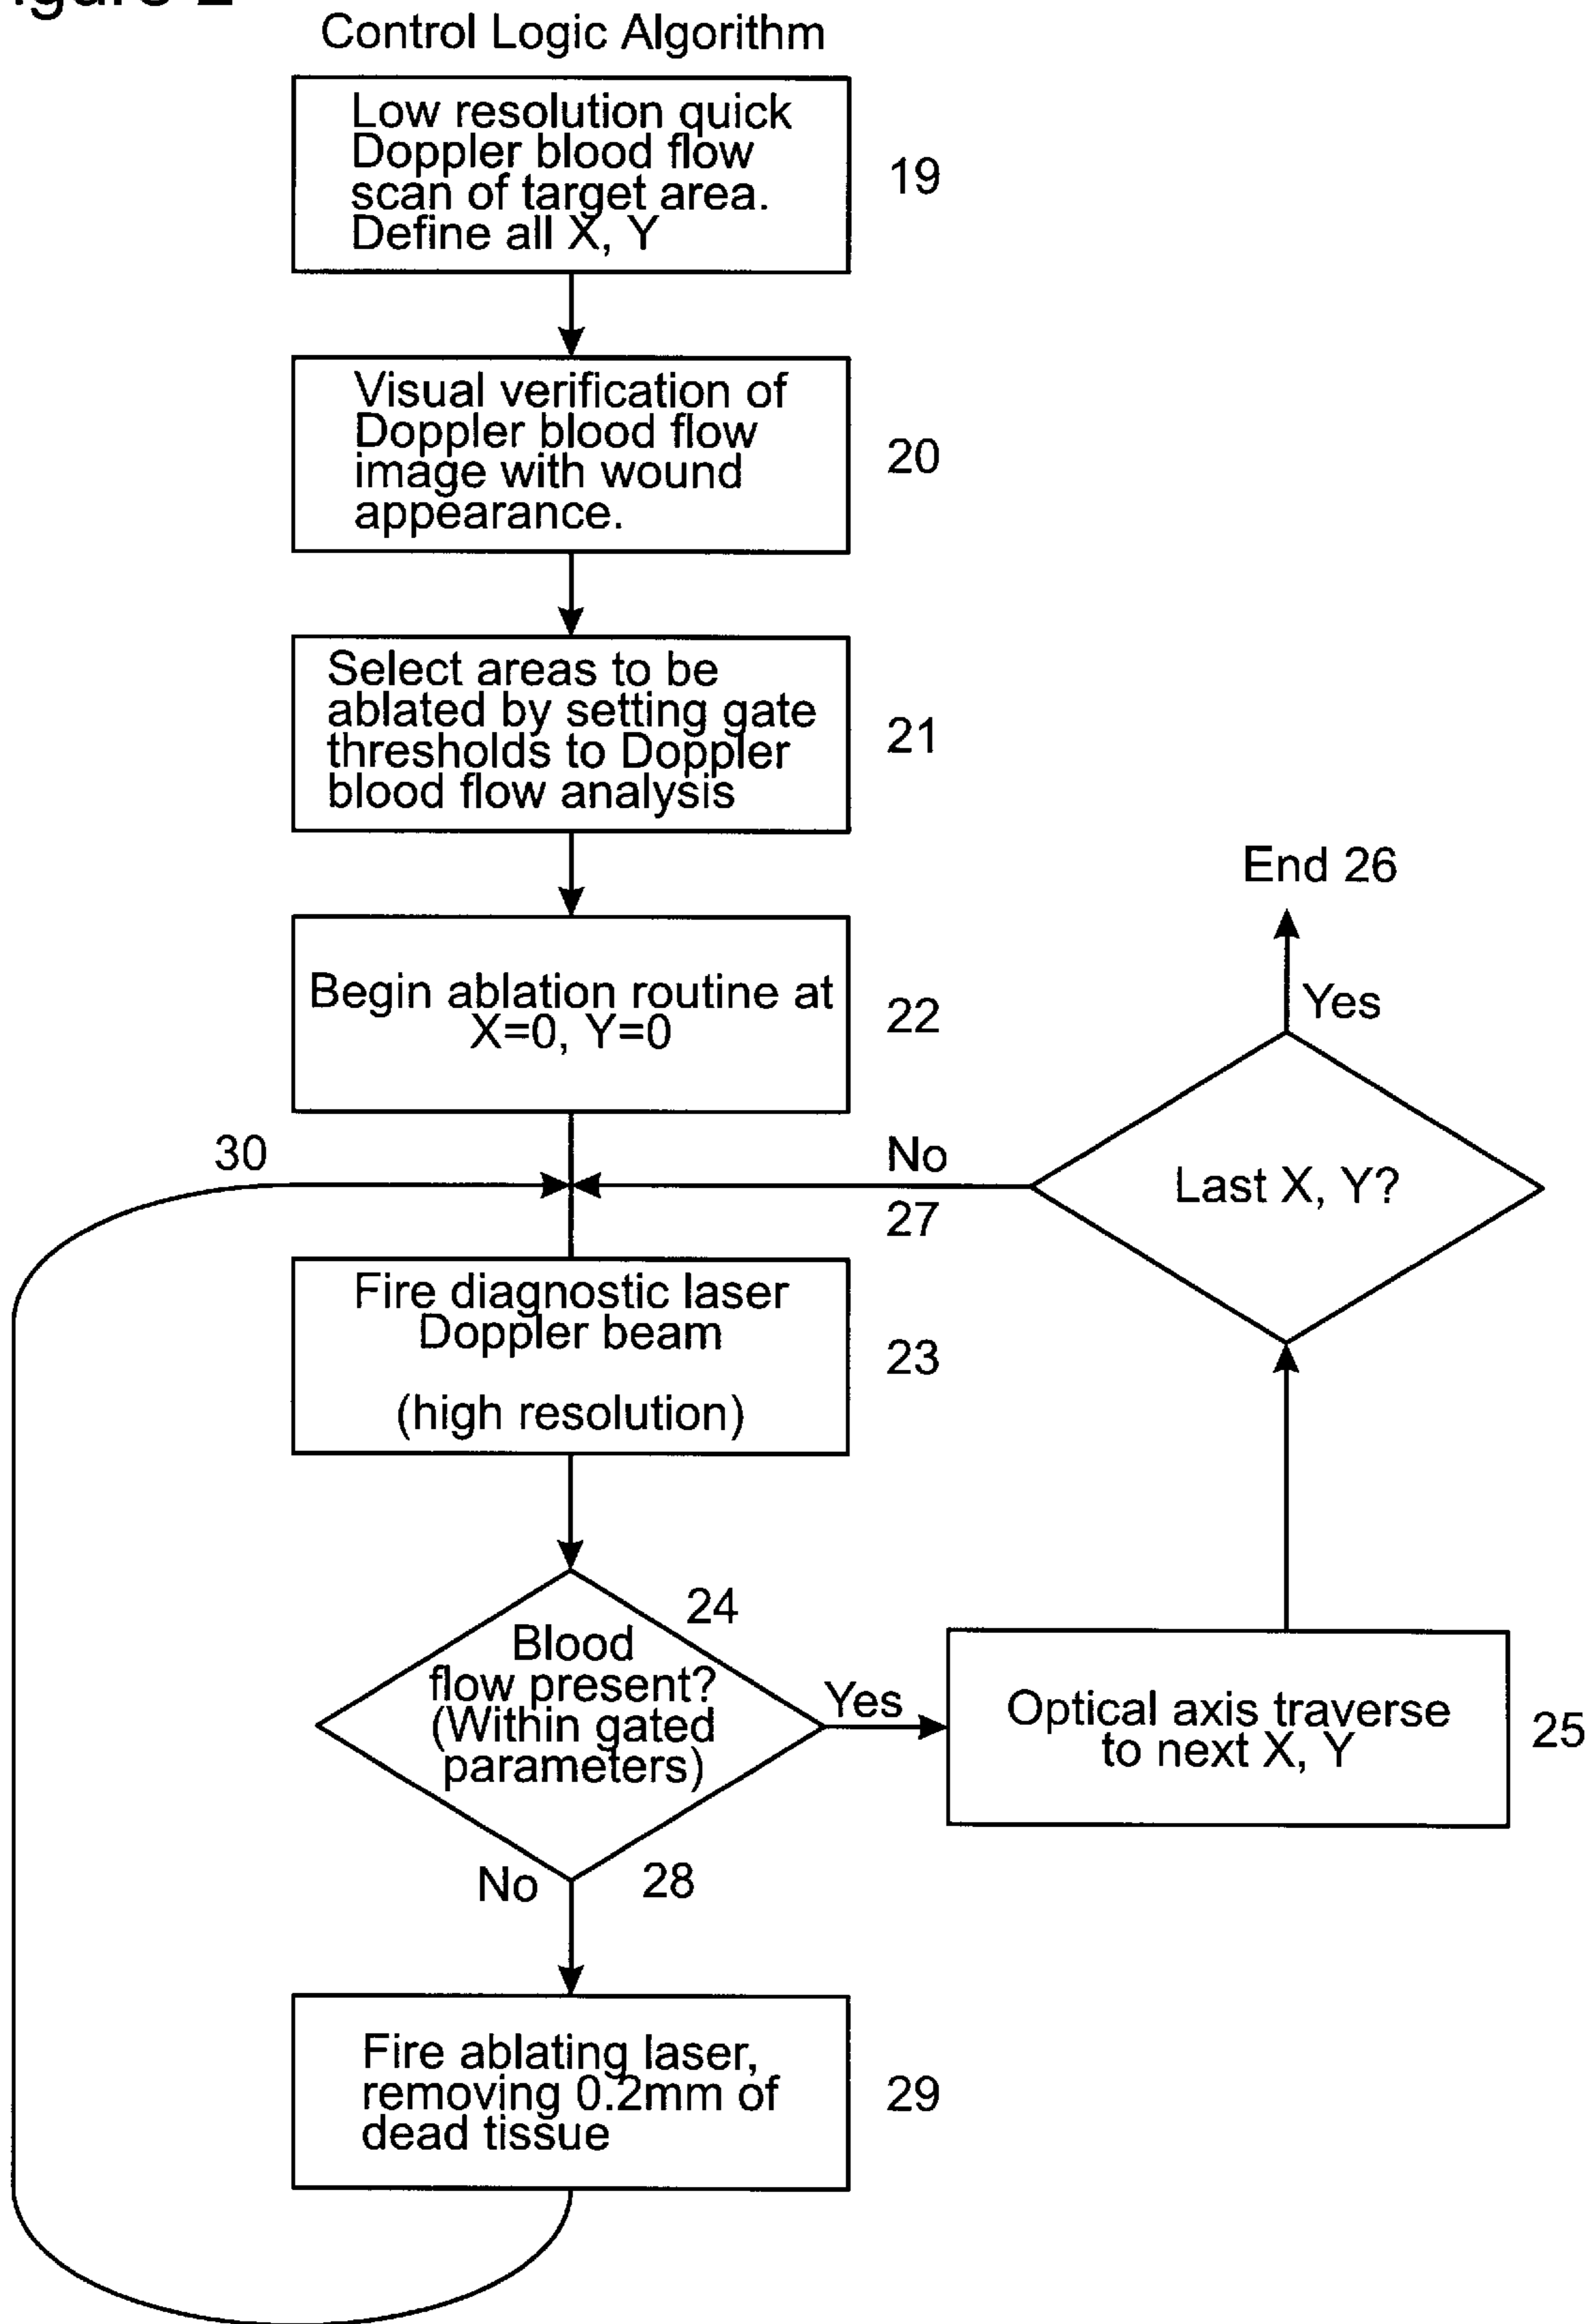 Control Logic Algorithm
Low resolution quick
Doppler blood flow
scan of target area.
Define all X, Y
19
Visual verification of
Doppler blood flow
image with wound
appearance.
20
Select areas to be
ablated by setting gate
thresholds to Doppler
blood flow analysis
21
End 26
Begin ablation routine at
X=0, Y=0
22
Yes
30
No
Last X, Y?
27
Fire diagnostic laser
Doppler beam
(high resolution)
23
24
Blood
flow present?
(Within gated
parameters)
Yes
Optical axis traverse
to next X, Y
25
No
28
Fire ablating laser,
removing 0.2mm of
dead tissue
29